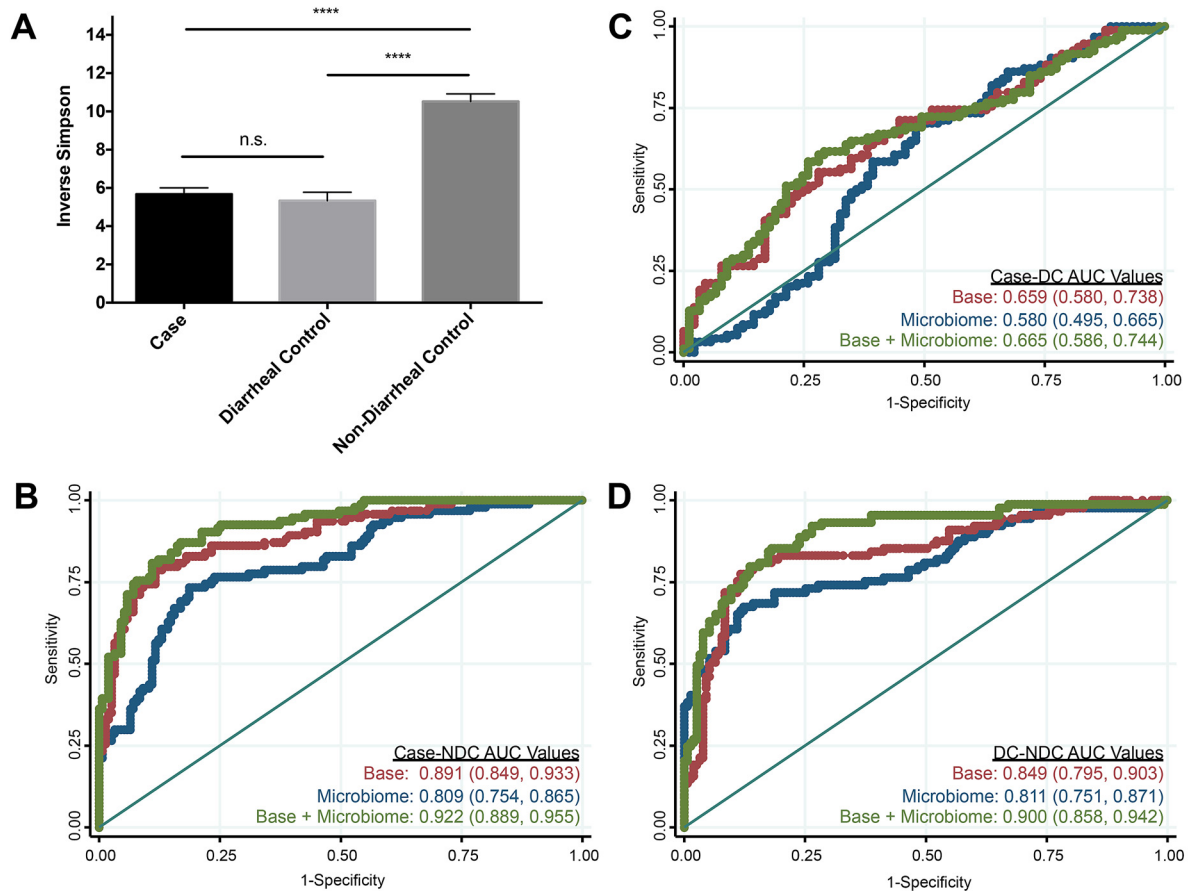 A
****
****
n.s.
Inverse Simpson
14
12
10
8
6
4
2
0
Case
Diarrheal Control
Non-Diarrheal Control
C
Sensitivity
1.00
0.75
0.50
0.25
0.00
Case-DC AUC Values
Base: 0.659 (0.580, 0.738)
Microbiome: 0.580 (0.495, 0.665)
Base + Microbiome: 0.665 (0.586, 0.744)
0.00 0.25 0.50 0.75 1.00
1-Specificity
B
Sensitivity
1.00
0.75
0.50
0.25
0.00
Case-NDC AUC Values
Base: 0.891 (0.849, 0.933)
Microbiome: 0.809 (0.754, 0.865)
Base + Microbiome: 0.922 (0.889, 0.955)
0.00 0.25 0.50 0.75 1.00
1-Specificity
D
Sensitivity
1.00
0.75
0.50
0.25
0.00
DC-NDC AUC Values
Base: 0.849 (0.795, 0.903)
Microbiome: 0.811 (0.751, 0.871)
Base + Microbiome: 0.900 (0.858, 0.942)
0.00 0.25 0.50 0.75 1.00
1-Specificity